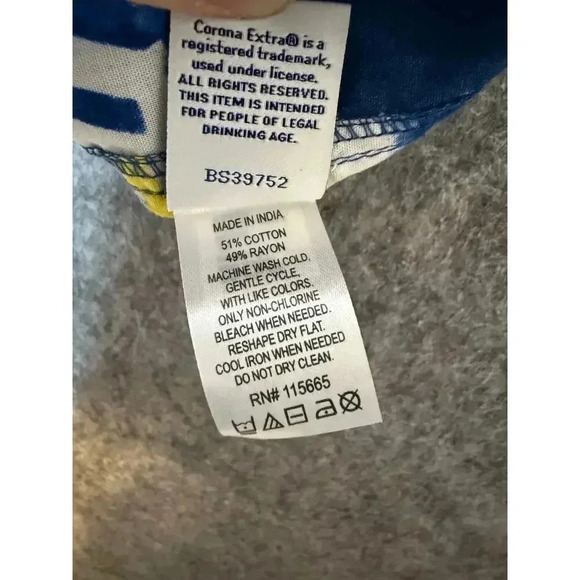 Corona Extra® is a
registered trademark,
used under license.
ALL RIGHTS RESERVED.
THIS ITEM IS INTENDED
FOR PEOPLE OF LEGAL
DRINKING AGE.
BS39752
MADE IN INDIA
51% COTTON
49% RAYON
MACHINE WASH COLD,
GENTLE CYCLE,
WITH LIKE COLORS.
ONLY NON-CHLORINE
BLEACH WHEN NEEDED.
RESHAPE DRY FLAT.
COOL IRON WHEN NEEDED
DO NOT DRY CLEAN.
RN# 115665